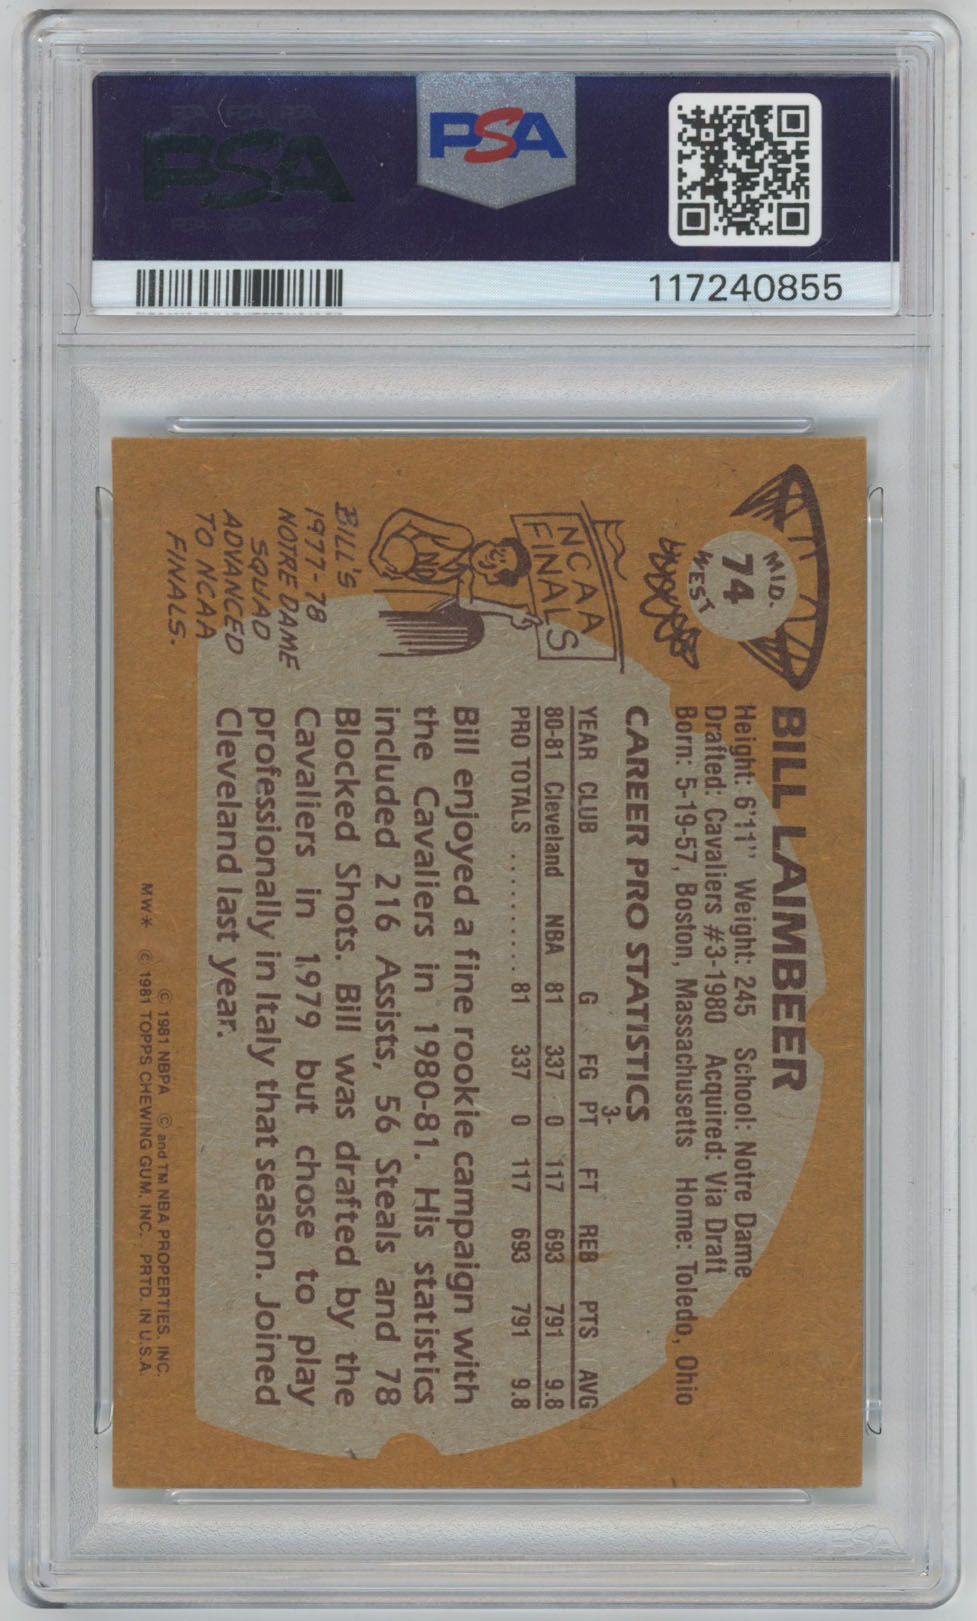 PSA
PSA
117240855
MID.
74
WEST
NCAA
FINALS
ND
BILL'S
1977-78
NOTRE DAME
SQUAD
ADVANCED
TO NCAA
FINALS.
BILL LAIMBEER
Height: 6'11" Weight: 245 School: Notre Dame
Drafted: Cavaliers #3-1980 Acquired: Via Draft
Born: 5-19-57, Boston, Massachusetts Home: Toledo, Ohio
CAREER PRO STATISTICS
3-
YEAR CLUB G FG PT FT REB PTS AVG
80-81 Cleveland NBA 81 337 0 117 693 791 9.8
PRO TOTALS .......... 81 337 0 117 693 791 9.8
Bill enjoyed a fine rookie campaign with
the Cavaliers in 1980-81. His statistics
included 216 Assists, 56 Steals and 78
Blocked Shots. Bill was drafted by the
Cavaliers in 1979 but chose to play
professionally in Italy that season. Joined
Cleveland last year.
© 1981 NBPA © and TM NBA PROPERTIES, INC.
MW* © 1981 TOPPS CHEWING GUM, INC. PRTD. IN U.S.A.
PSA